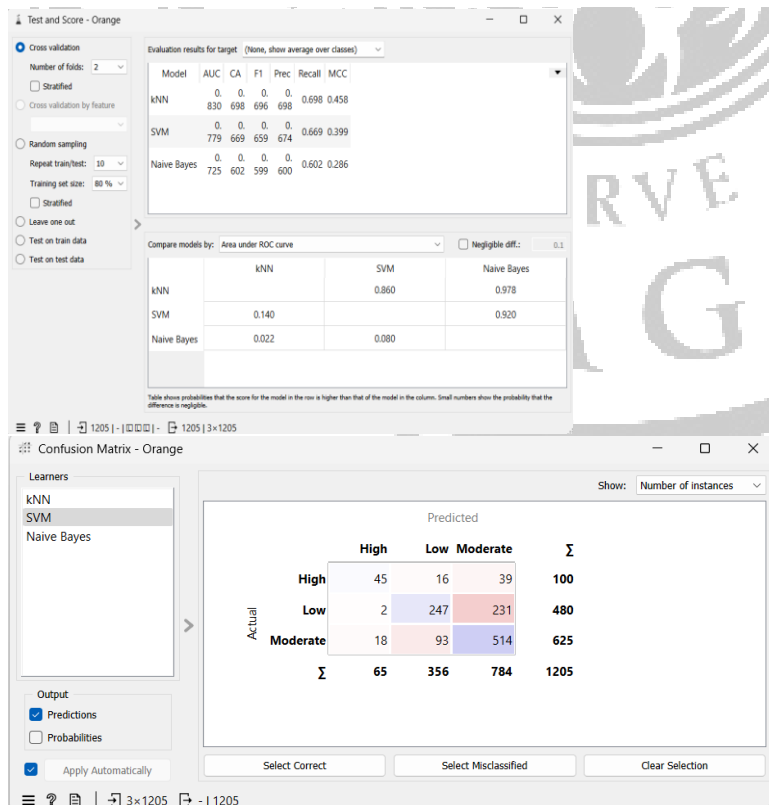 Test and Score - Orange
Cross validation
Number of folds: 2
Stratified
Cross validation by feature
Random sampling
Repeat train/test: 10
Training set size: 80 %
Stratified
Leave one out
Test on train data
Test on test data
Evaluation results for target (None, show average over classes)
Model AUC CA F1 Prec Recall MCC
kNN 0. 0. 0. 0. 0.698 0.458
830 698 696 698
SVM 0. 0. 0. 0. 0.669 0.399
779 669 659 674
Naive Bayes 0. 0. 0. 0. 0.602 0.286
725 602 599 600
Compare models by: Area under ROC curve Negligible diff.: 0.1
kNN SVM Naive Bayes
kNN 0.860 0.978
SVM 0.140 0.920
Naive Bayes 0.022 0.080
Table shows probabilities that the score for the model in the row is higher than that of the model in the column. Small numbers show the probability that the
difference is negligible.
1205 | - | - 1205 | 3×1205
RVE
AG
Confusion Matrix - Orange
Learners
kNN
SVM
Naive Bayes
Output
Predictions
Probabilities
Apply Automatically
Show: Number of instances
Predicted
High Low Moderate Σ
High 45 16 39 100
Actual
Low 2 247 231 480
Moderate 18 93 514 625
Σ 65 356 784 1205
Select Correct Select Misclassified Clear Selection
? 3×1205 - | 1205